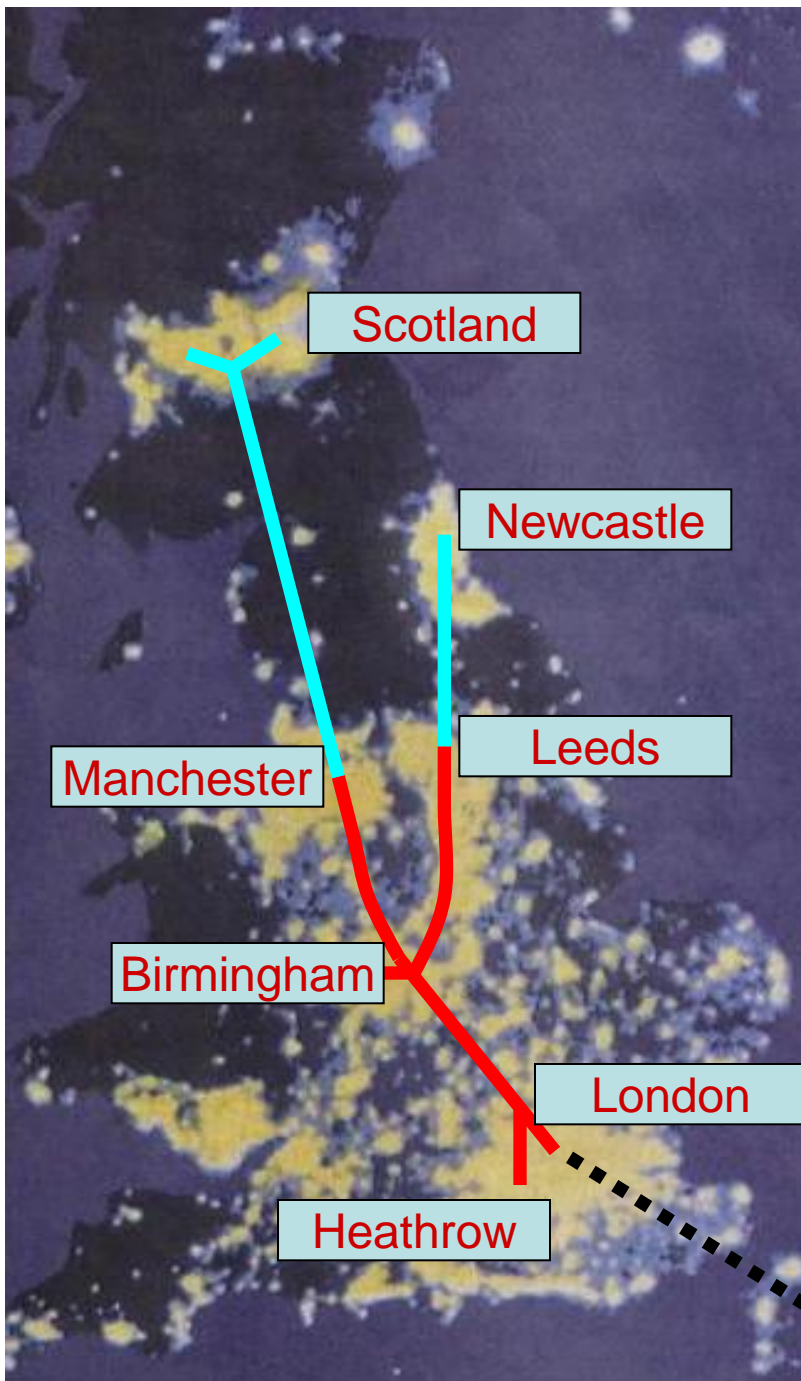 Scotland
Newcastle
Leeds
Manchester
Birmingham
London
Heathrow